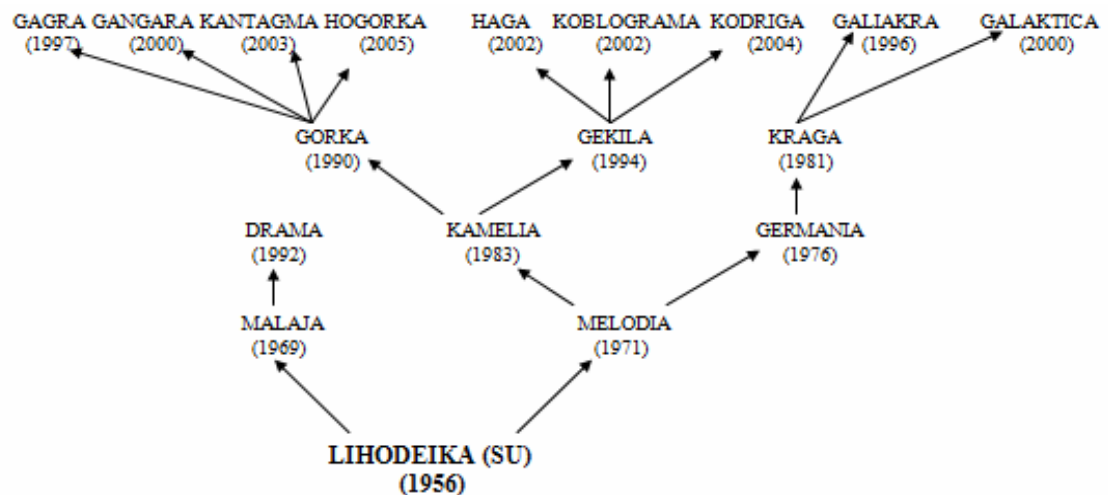 GAGRA GANGARA KANTAGMA HOGORKA HAGA KOBLOGRAMA KODRIGA GALIAKRA GALAKTICA
(1997) (2000) (2003) (2005) (2002) (2002) (2004) (1996) (2000)
GORKA GEKILA KRAGA
(1990) (1994) (1981)
DRAMA KAMELIA GERMANIA
(1992) (1983) (1976)
MALAJA MELODIA
(1969) (1971)
LIHODEIKA (SU)
(1956)